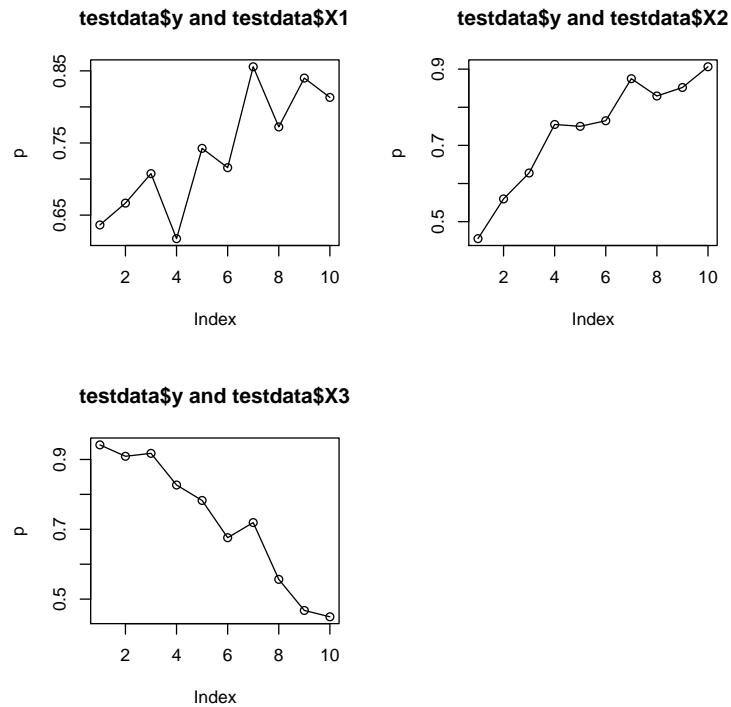 testdata$y and testdata$X1
p
0.85
0.75
0.65
2 4 6 8 10
Index
testdata$y and testdata$X2
p
0.9
0.7
0.5
2 4 6 8 10
Index
testdata$y and testdata$X3
p
0.9
0.7
0.5
2 4 6 8 10
Index